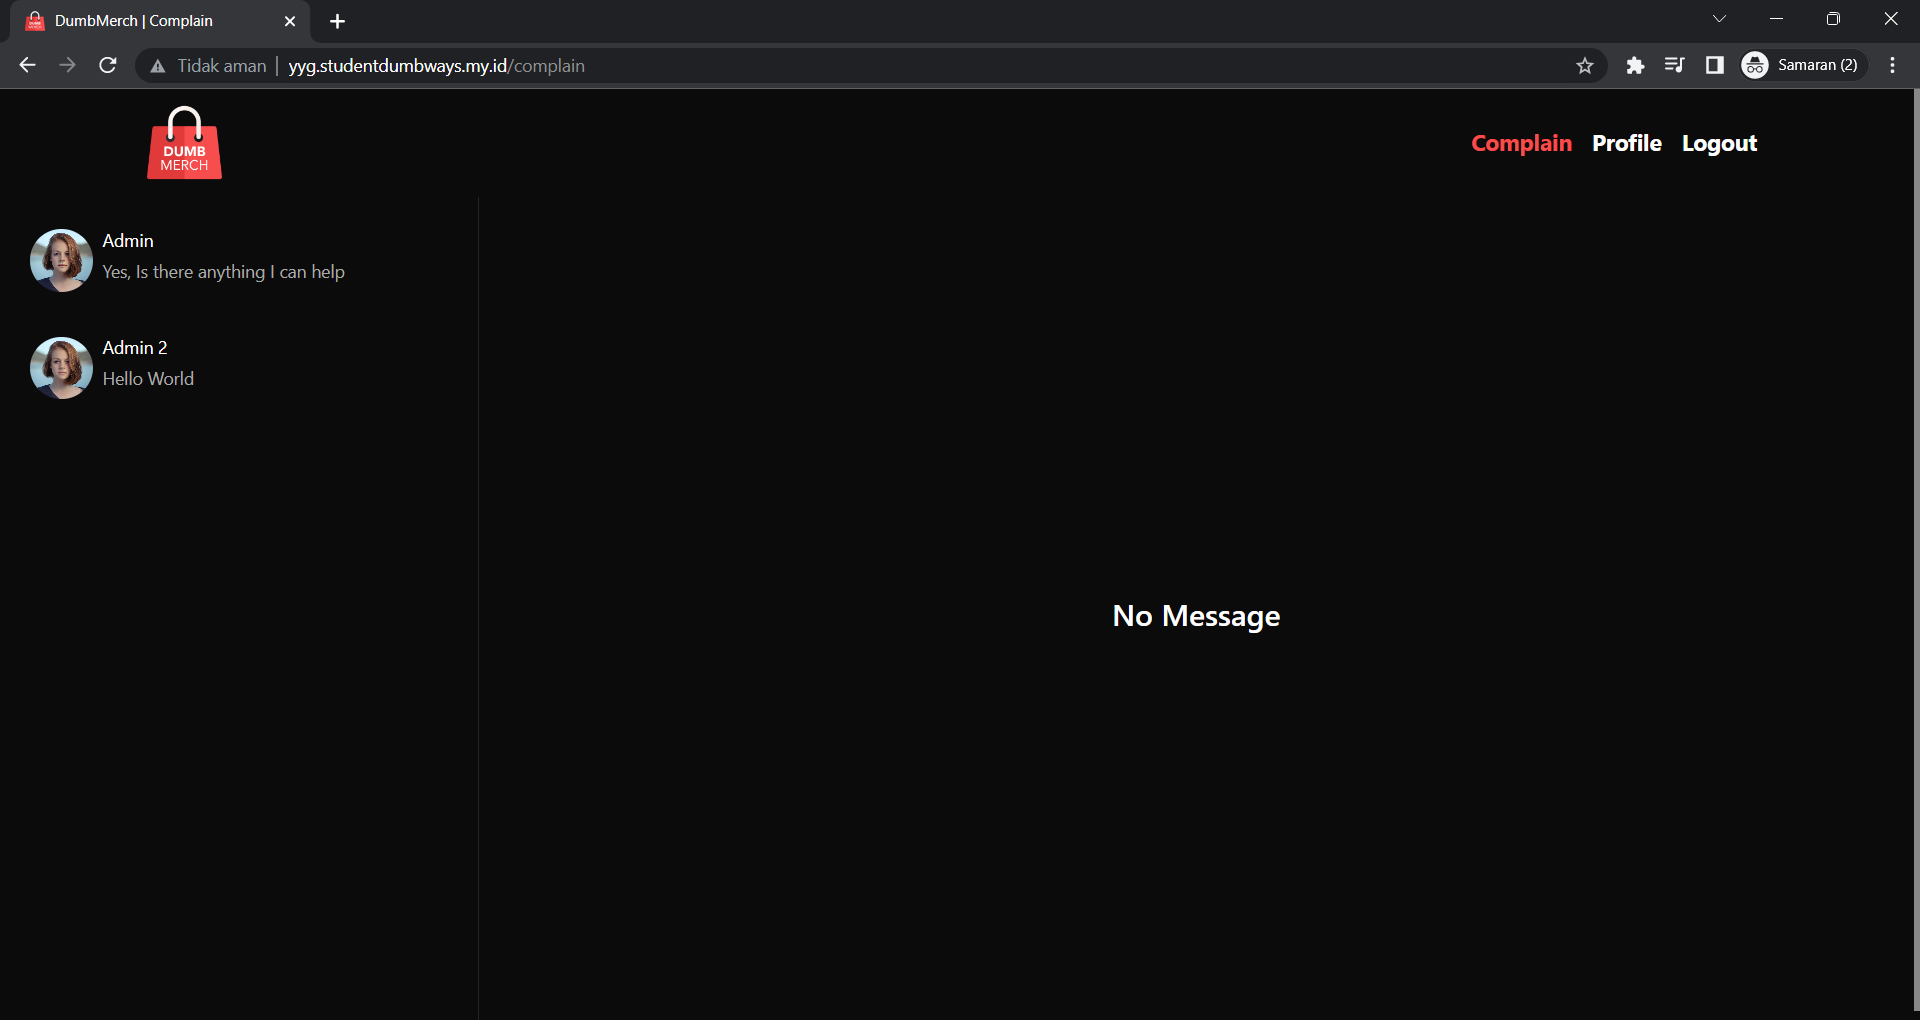 DumbMerch | Complain
Tidak aman yyg.studentdumbways.my.id/complain
Samaran (2)
DUMB
MERCH
Complain Profile Logout
Admin
Yes, Is there anything I can help
Admin 2
Hello World
No Message